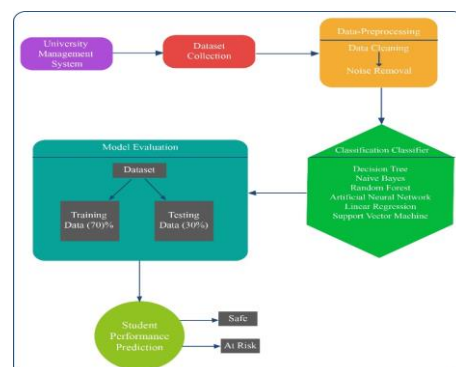 University
Management
System
Dataset
Collection
Data-Preprocessing
Data Cleaning
Noise Removal
Classification Classifier
Decision Tree
Naive Bayes
Random Forest
Artificial Neural Network
Linear Regression
Support Vector Machine
Model Evaluation
Dataset
Training
Data (70)%
Testing
Data (30%)
Student
Performance
Prediction
Safe
At Risk